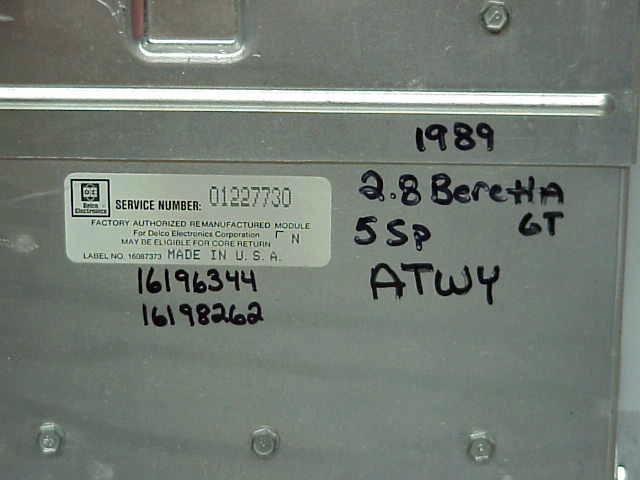 1989
2.8 Beretta
5 Sp GT
ATWY
Delco
Electronics
SERVICE NUMBER: 01227730
FACTORY AUTHORIZED REMANUFACTURED MODULE
For Delco Electronics Corporation
N
MAY BE ELIGIBLE FOR CORE RETURN
LABEL NO. 16087373 MADE IN U.S.A.
16196344
16198262